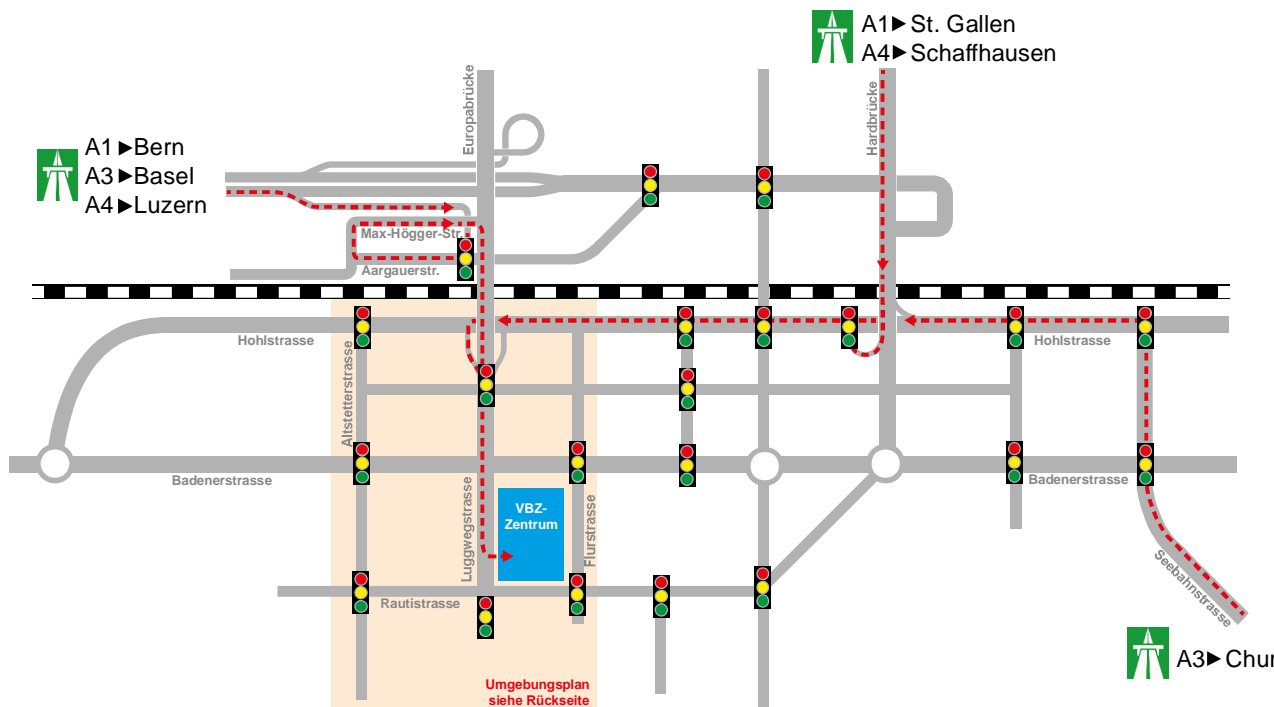 A1►St. Gallen
A4►Schaffhausen
Europabrücke
Hardbrücke
A1►Bern
A3►Basel
A4►Luzern
Max-Högger-Str.
Aargauerstr.
Hohlstrasse
Hohlstrasse
Altstetterstrasse
Badenerstrasse
Badenerstrasse
VBZ-
Zentrum
Luggwegstrasse
Flurstrasse
Seebahnstrasse
Rautistrasse
A3►Chur
Umgebungsplan
siehe Rückseite